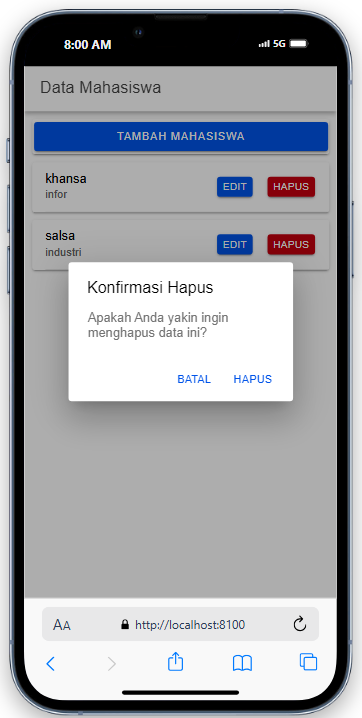 8:00 AM
5G
Data Mahasiswa
TAMBAH MAHASISWA
khansa
EDIT
HAPUS
infor
salsa
EDIT
HAPUS
industri
Konfirmasi Hapus
Apakah Anda yakin ingin
menghapus data ini?
BATAL
HAPUS
AA
http://localhost:8100